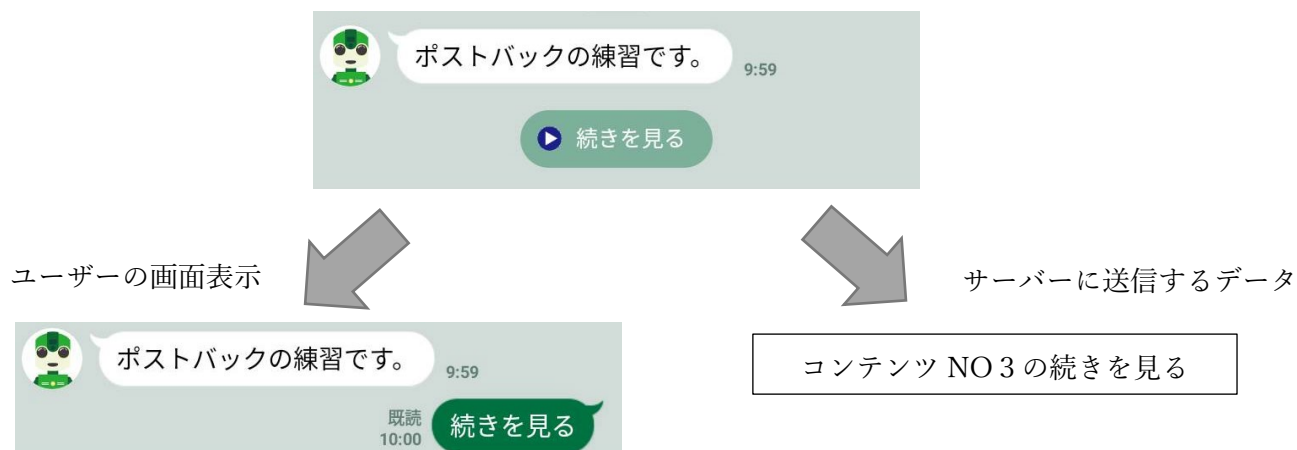 ポストバックの練習です。
9:59
続きを見る
ユーザーの画面表示
サーバーに送信するデータ
ポストバックの練習です。
9:59
コンテンツ NO３の続きを見る
既読
10:00
続きを見る